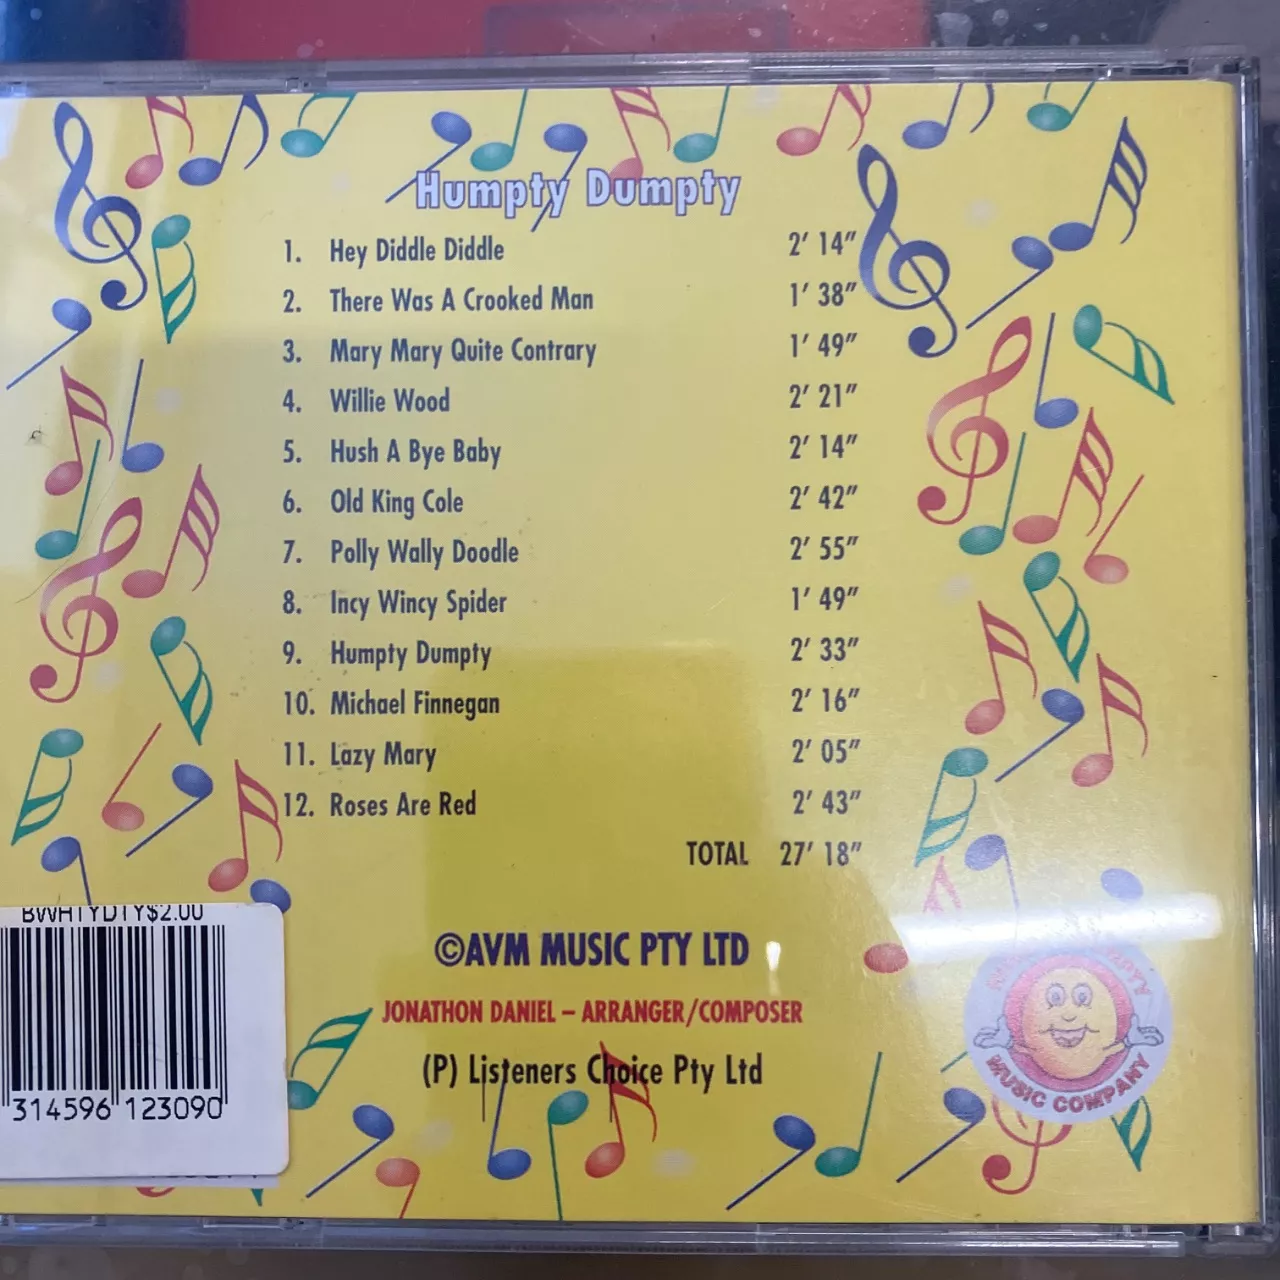 Humpty Dumpty
1. Hey Diddle Diddle 2' 14"
2. There Was A Crooked Man 1' 38"
3. Mary Mary Quite Contrary 1' 49"
4. Willie Wood 2' 21"
5. Hush A Bye Baby 2' 14"
6. Old King Cole 2' 42"
7. Polly Wally Doodle 2' 55"
8. Incy Wincy Spider 1' 49"
9. Humpty Dumpty 2' 33"
10. Michael Finnegan 2' 16"
11. Lazy Mary 2' 05"
12. Roses Are Red 2' 43"
TOTAL 27' 18"
©AVM MUSIC PTY LTD
JONATHON DANIEL – ARRANGER/COMPOSER
(P) Listeners Choice Pty Ltd
BWHTYDTY$2.00
314596 123090
MUSIC COMPANY